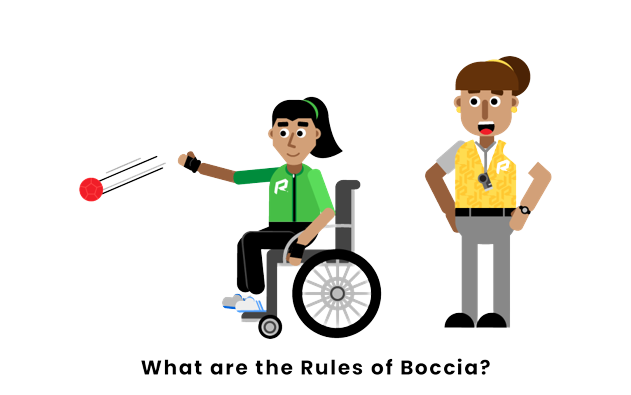 What are the Rules of Boccia?